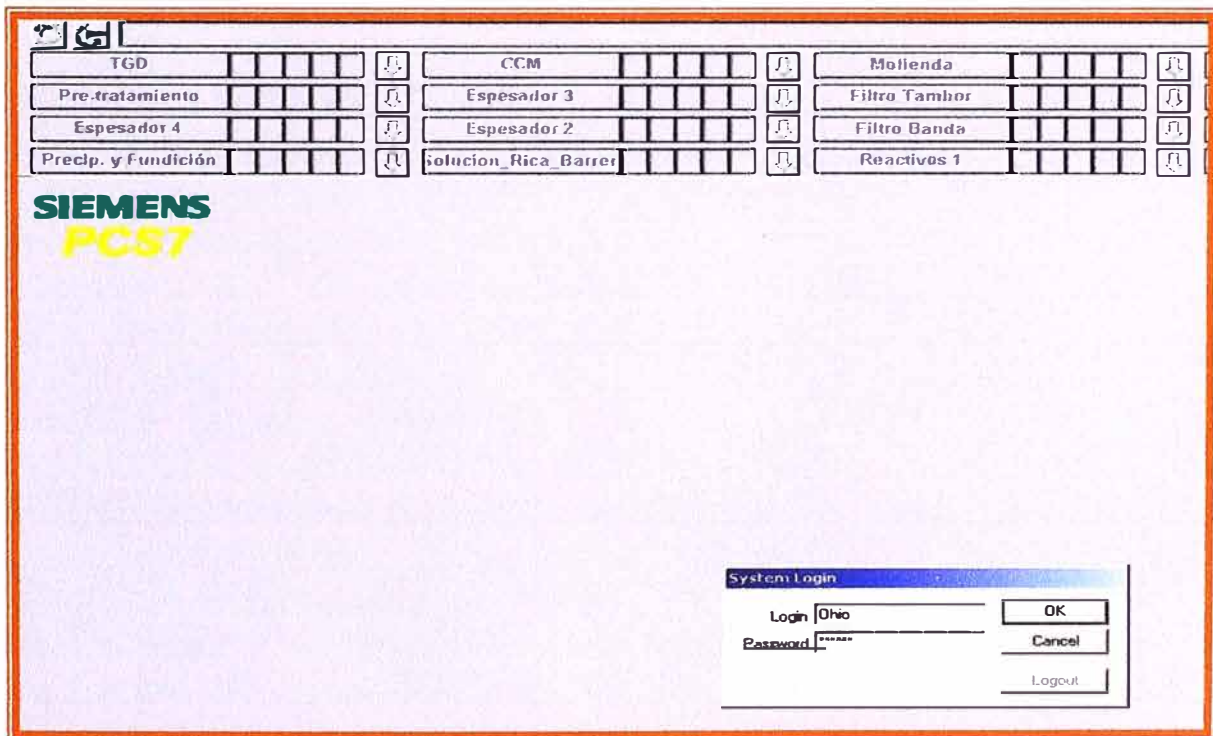 TGD CCM Molienda
Pre-tratamiento Espesador 3 Filtro Tambor
Espesador 4 Espesador 2 Filtro Banda
Precip. y Fundición Solucion_Rica_Barren Reactivos 1
SIEMENS
PCS7
System Login
Login Ohio OK
Password ****** Cancel
Logout